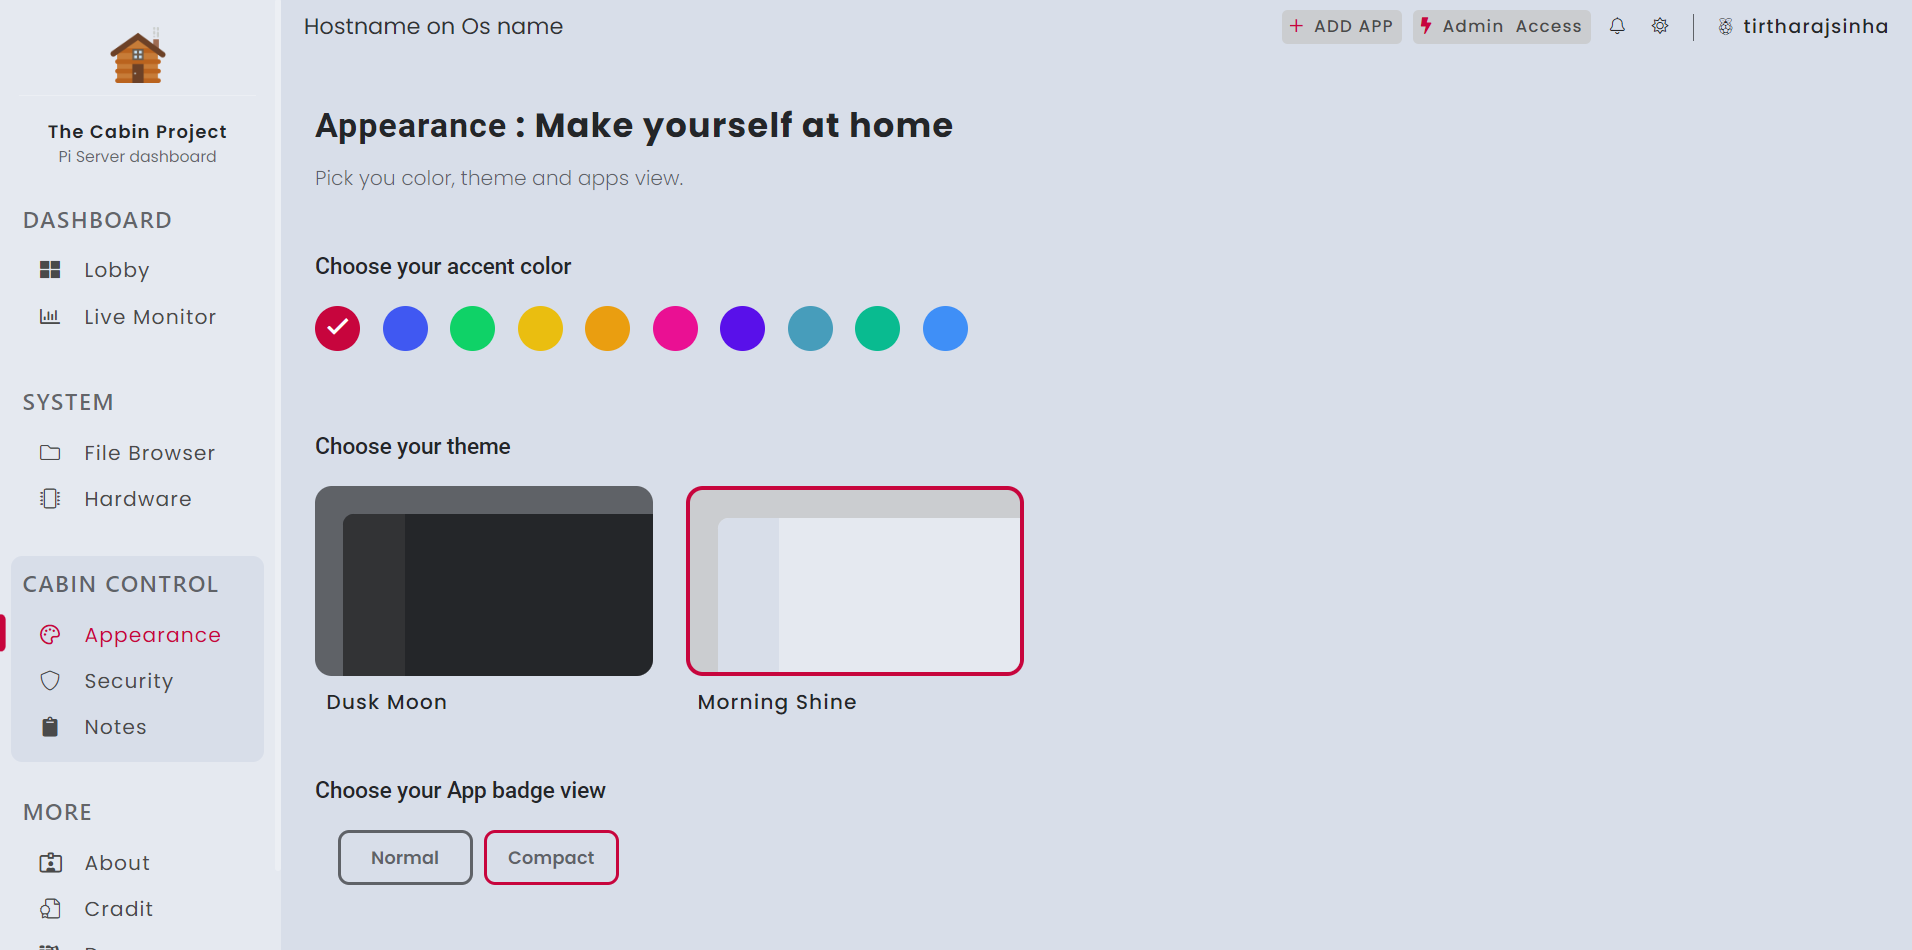 The Cabin Project
Pi Server dashboard
DASHBOARD
Lobby
Live Monitor
SYSTEM
File Browser
Hardware
CABIN CONTROL
Appearance
Security
Notes
MORE
About
Cradit
Hostname on Os name
+ ADD APP
Admin Access
tirtharajsinha
Appearance : Make yourself at home
Pick you color, theme and apps view.
Choose your accent color
Choose your theme
Dusk Moon
Morning Shine
Choose your App badge view
Normal
Compact